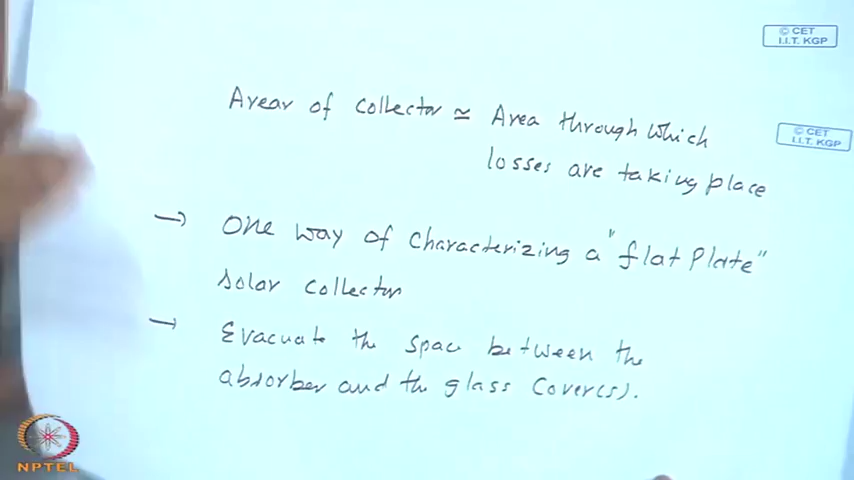 © CET
I.I.T. KGP
Arear of collector ≃ Area through which
© CET
I.I.T. KGP
losses are taking place
→ One way of characterizing a "flat plate"
solar collector
→ Evacuate the space between the
absorber and the glass cover(s).
NPTEL